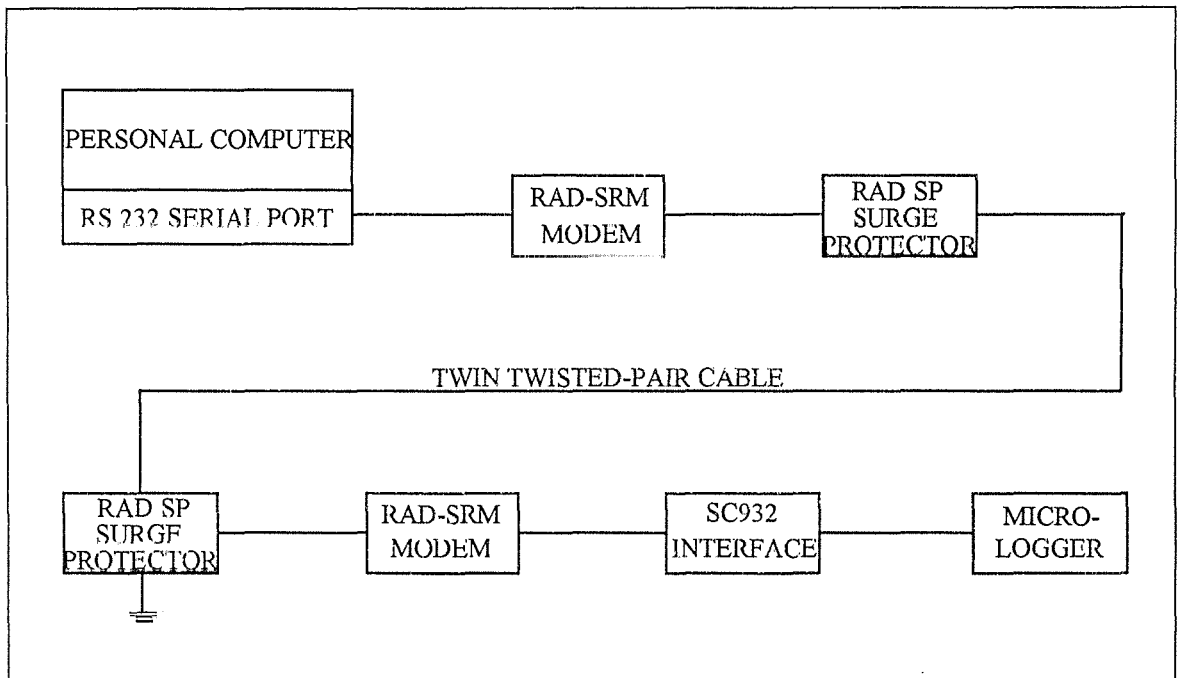 PERSONAL COMPUTER
RS 232 SERIAL PORT
RAD-SRM
MODEM
RAD SP
SURGE
PROTECTOR
TWIN TWISTED-PAIR CABLE
RAD SP
SURGE
PROTECTOR
RAD-SRM
MODEM
SC932
INTERFACE
MICRO-
LOGGER